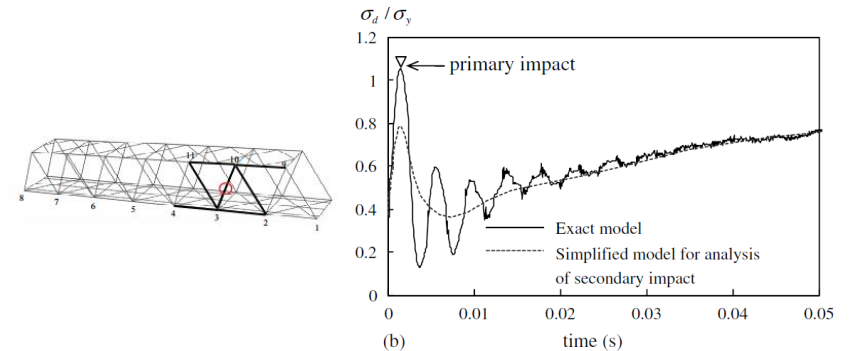 σd / σy
1.2
primary impact
1
0.8
0.6
0.4
0.2
0
Exact model
Simplified model for analysis
of secondary impact
0 0.01 0.02 0.03 0.04 0.05
(b) time (s)
11 10 9
8 7 6 5 4 3 2 1